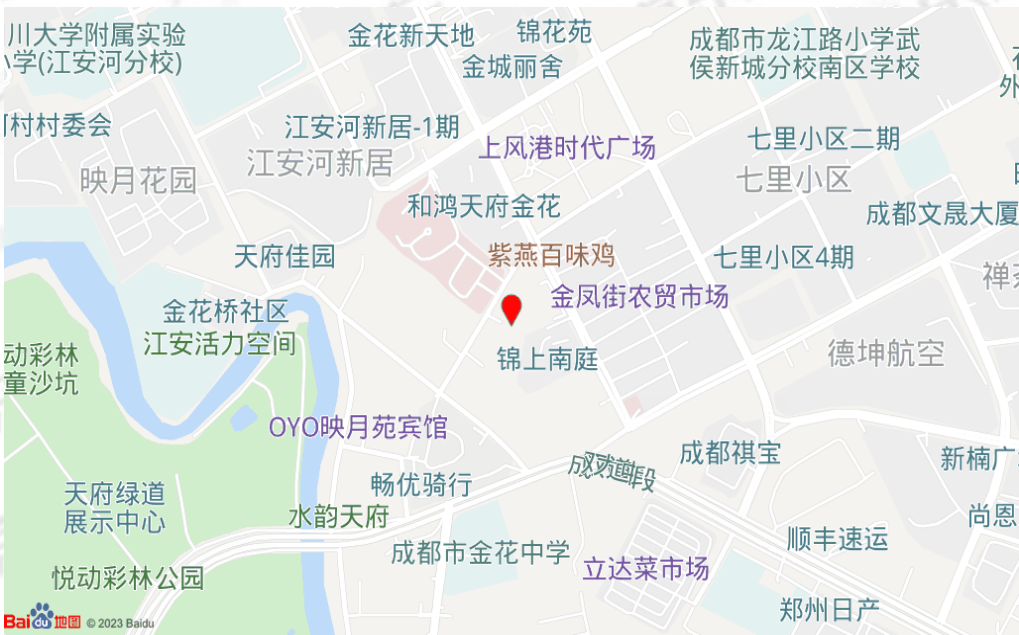 川大学附属实验
小学(江安河分校)
金花新天地
锦花苑
金城丽舍
成都市龙江路小学武
侯新城分校南区学校
外
村村委会
江安河新居-1期
江安河新居
上风港时代广场
七里小区二期
七里小区
映月花园
和鸿天府金花
成都文晟大厦
天府佳园
紫燕百味鸡
七里小区4期
禅茶
金花桥社区
金凤街农贸市场
江安活力空间
动彩林
童沙坑
锦上南庭
德坤航空
OYO映月苑宾馆
成都祺宝
新楠广
畅优骑行
天府绿道
展示中心
水韵天府
尚恩
成都市金花中学
立达菜市场
顺丰速运
悦动彩林公园
郑州日产
Bai du 地图 © 2023 Baidu